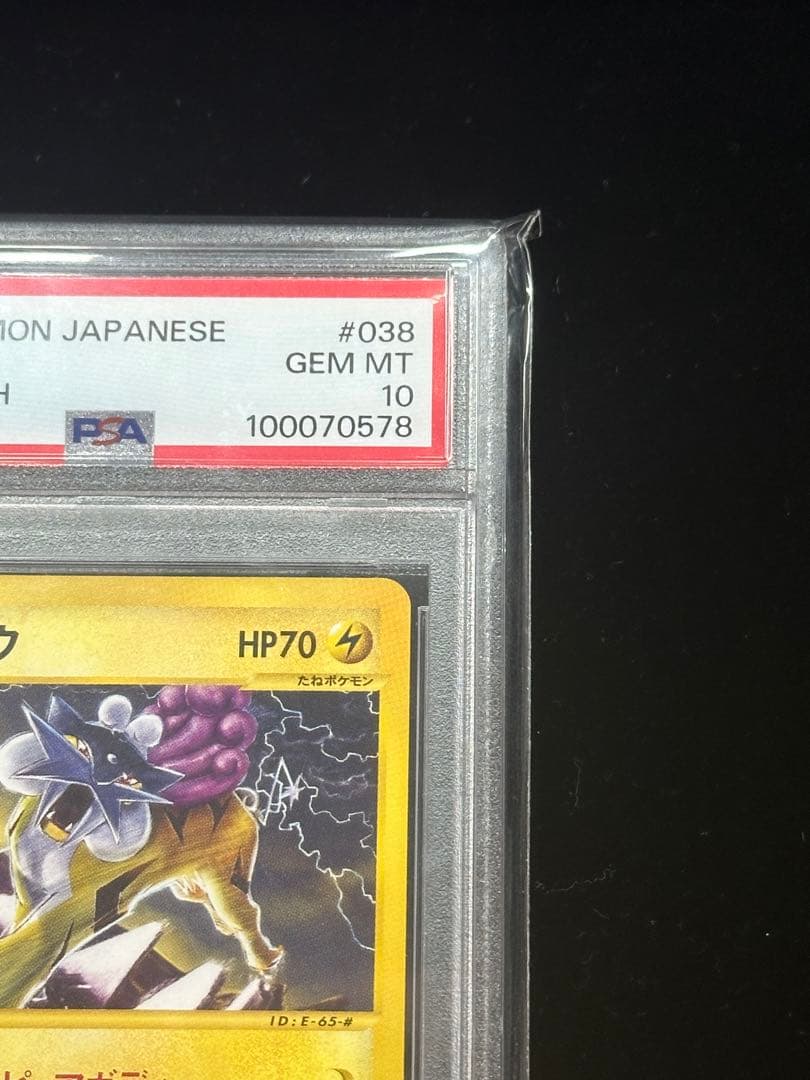 MON JAPANESE #038
GEM MT
H 10
PSA 100070578
ウ HP70
たねポケモン
ID:E-65-#